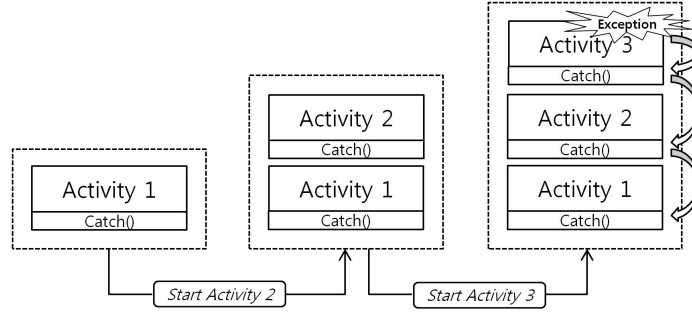 Activity 1
Catch()
Start Activity 2
Activity 2
Catch()
Activity 1
Catch()
Start Activity 3
Exception
Activity 3
Catch()
Activity 2
Catch()
Activity 1
Catch()